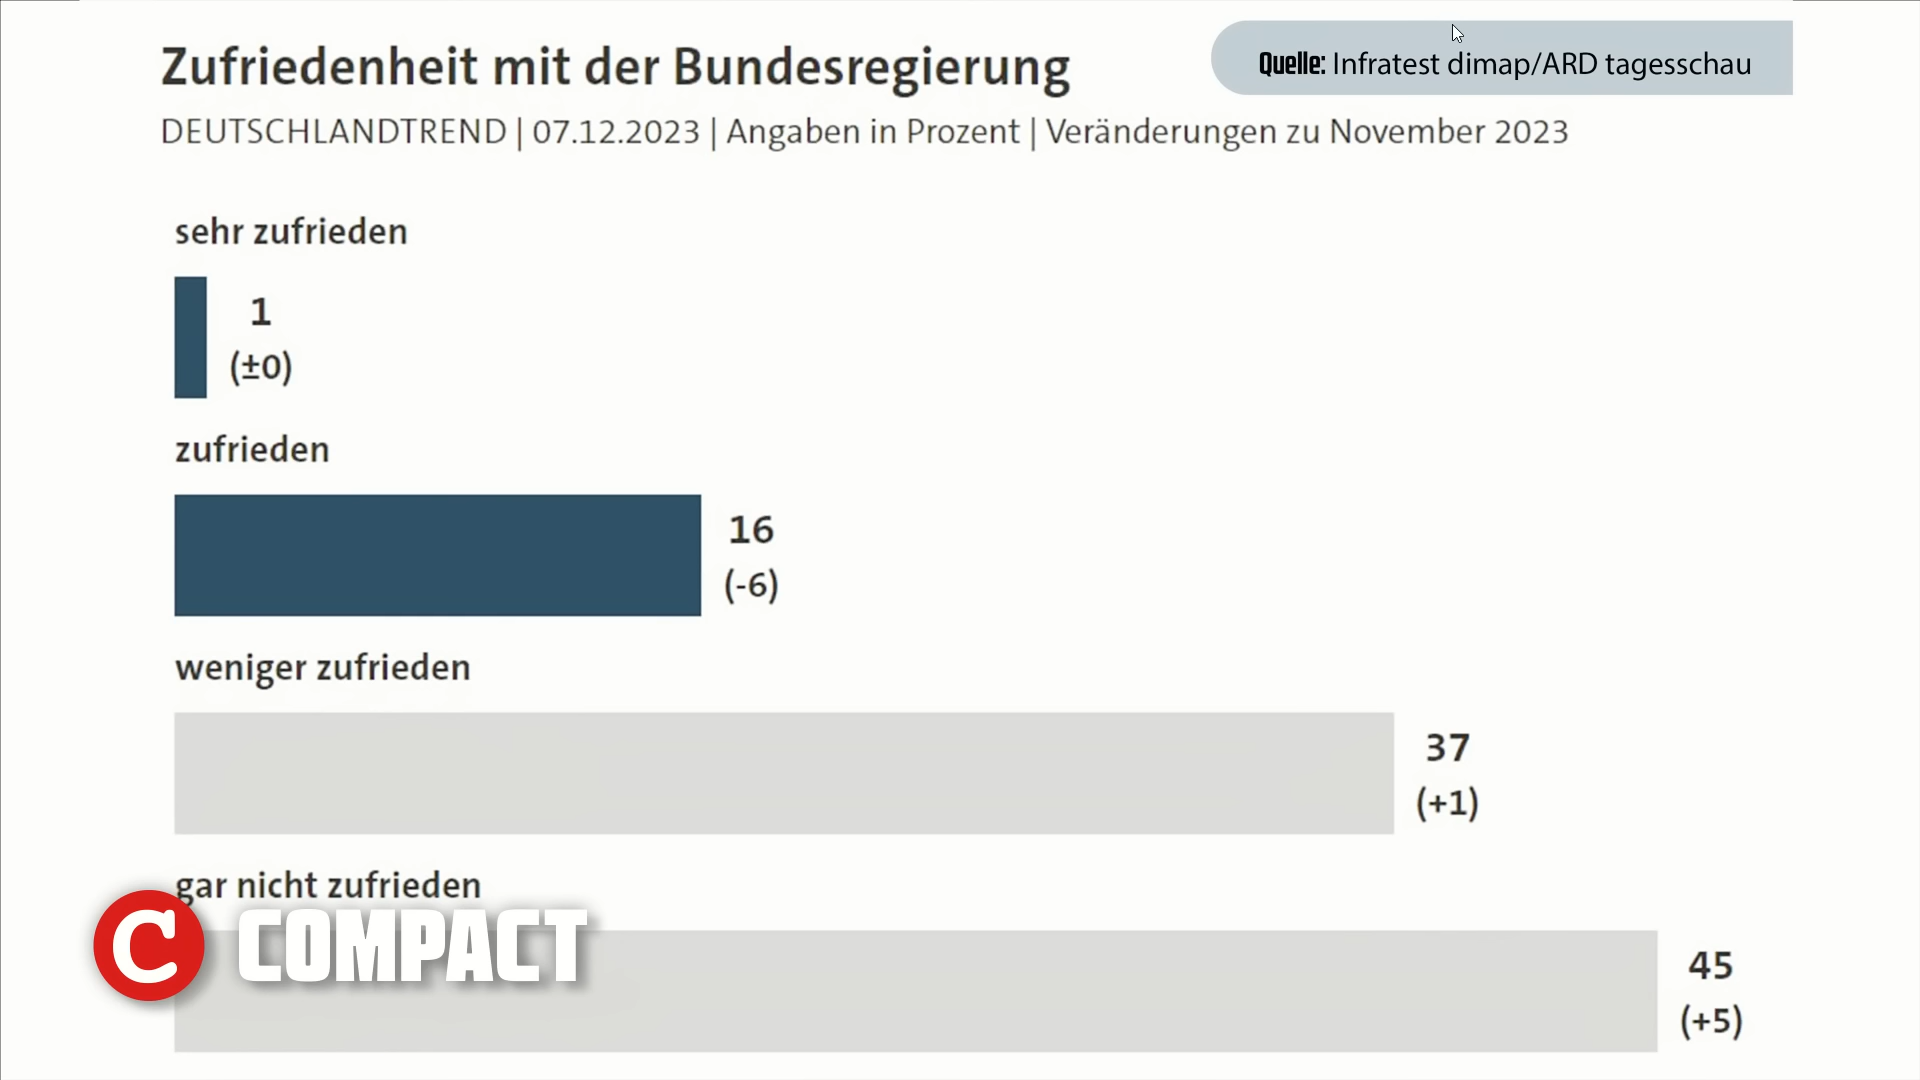 Zufriedenheit mit der Bundesregierung
Quelle: Infratest dimap/ARD tagesschau
DEUTSCHLANDTREND | 07.12.2023 | Angaben in Prozent | Veränderungen zu November 2023
sehr zufrieden
1
(±0)
zufrieden
16
(-6)
weniger zufrieden
37
(+1)
gar nicht zufrieden
45
(+5)
C COMPACT